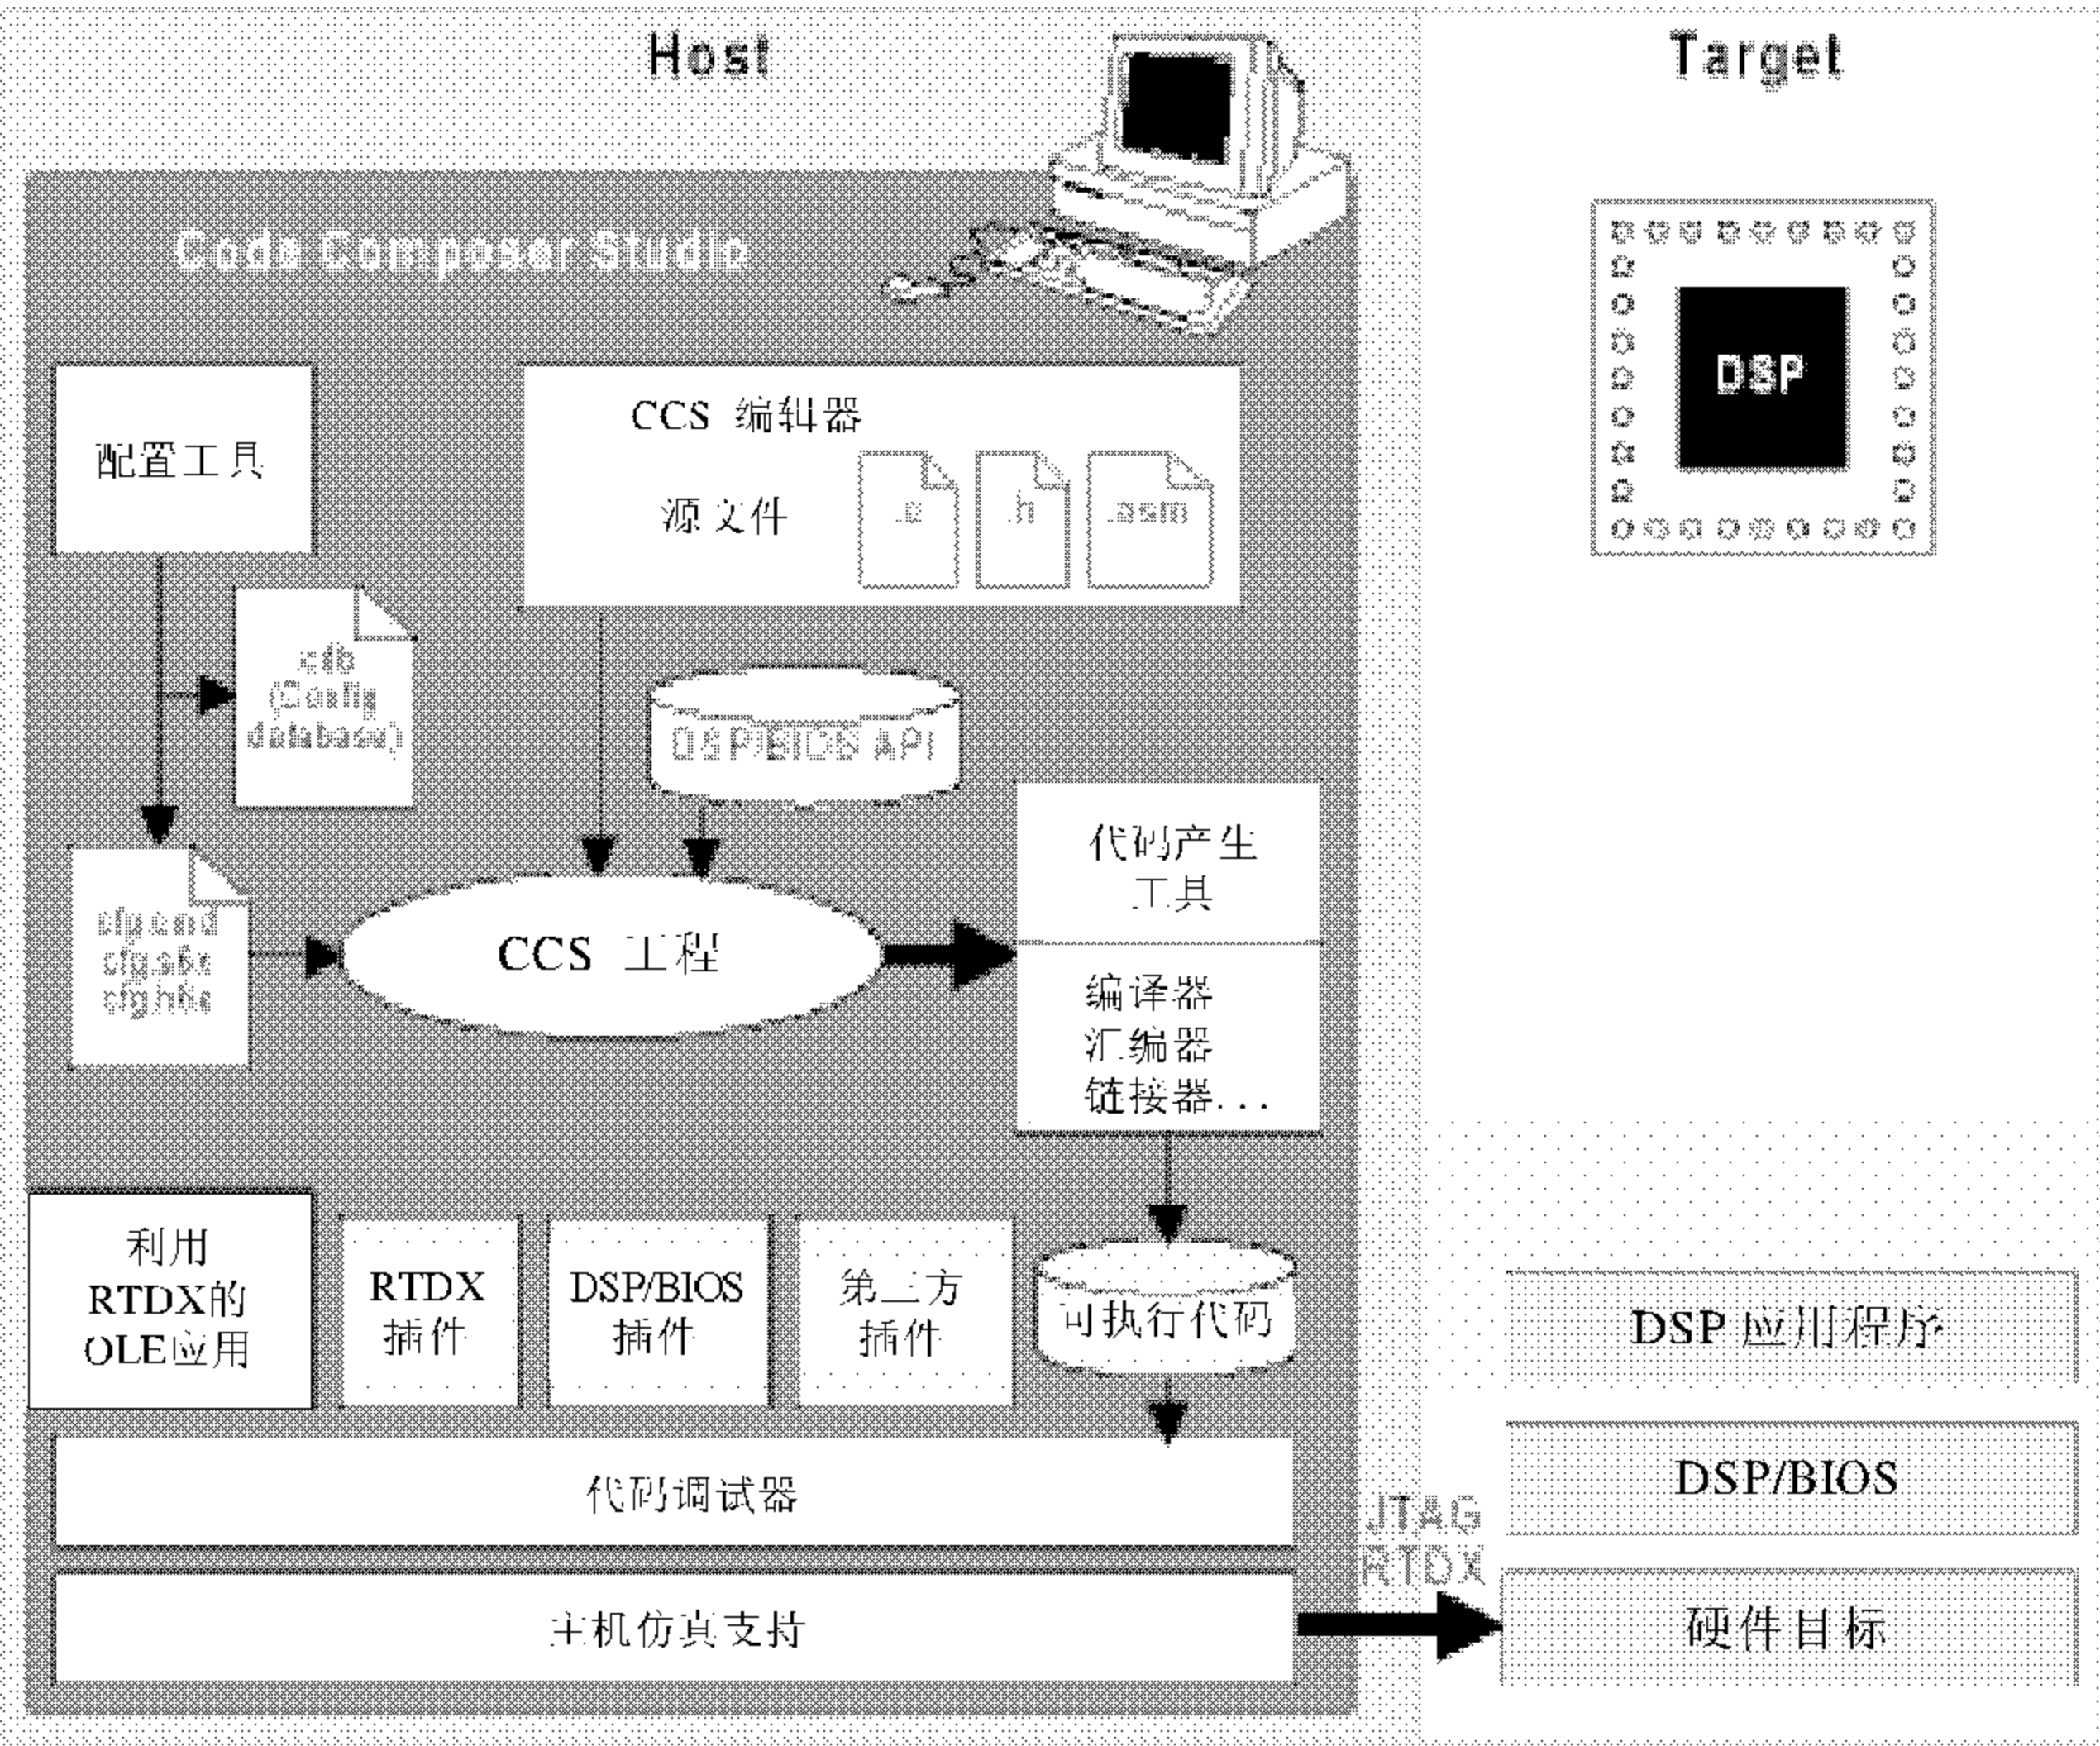 Host
Target
Code Composer Studio
DSP
配置工具
CCS 编辑器
源文件
.c
.h
.asm
.cdb
(Config
database)
DSP/BIOS API
代码产生
工具
cfg.cmd
CCS 工程
编译器
汇编器
链接器...
利用
RTDX的
OLE应用
RTDX
插件
DSP/BIOS
插件
第三方
插件
可执行代码
DSP 应用程序
代码调试器
DSP/BIOS
JTAG
RTDX
主机仿真支持
硬件目标